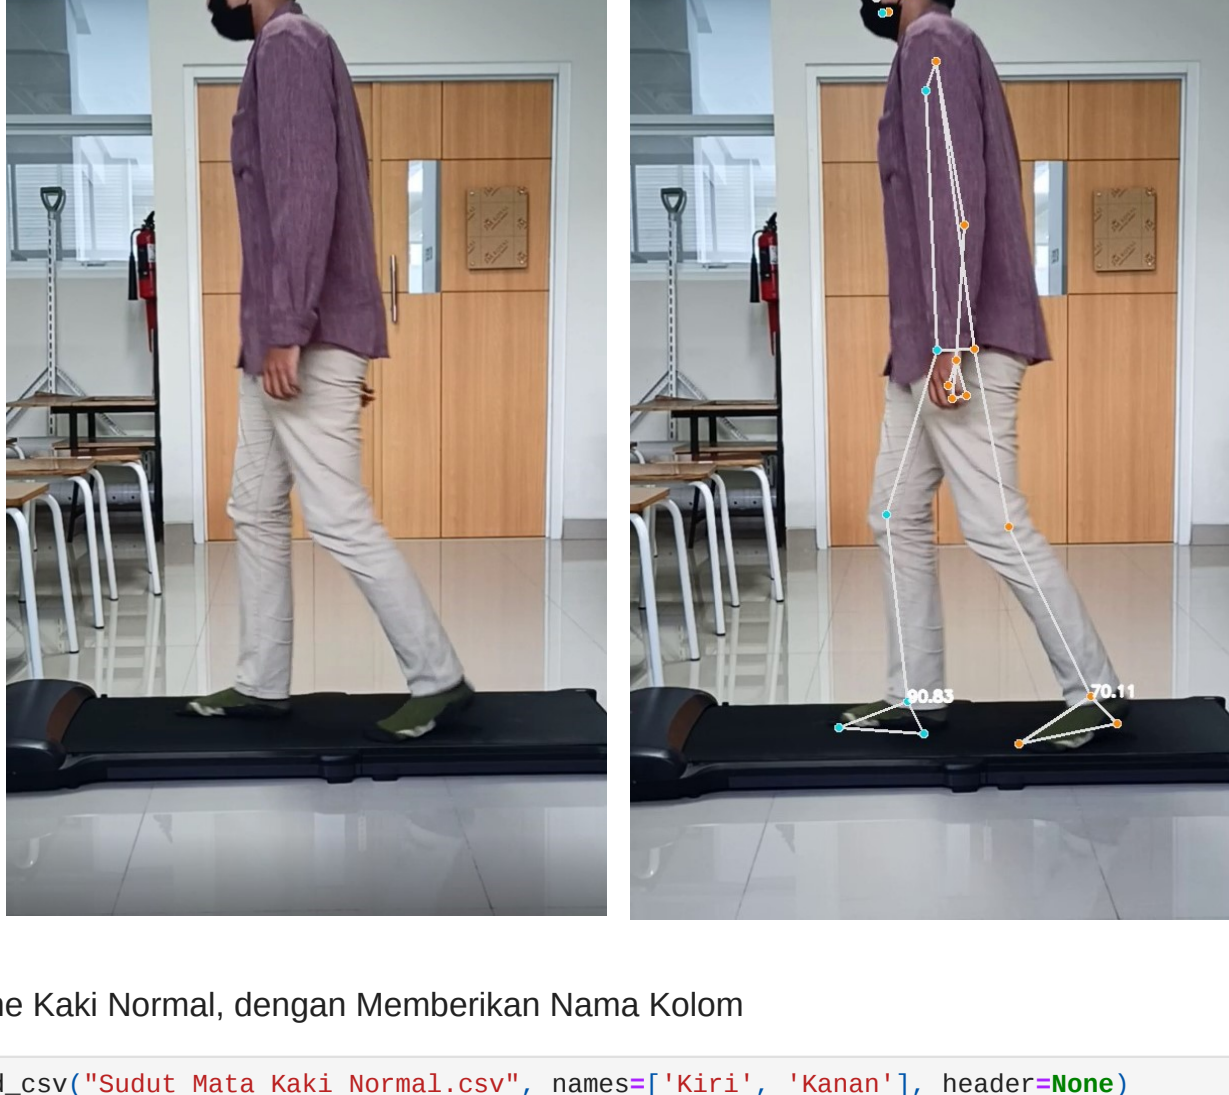 90.83
70.11
ne Kaki Normal, dengan Memberikan Nama Kolom
d_csv("Sudut Mata Kaki Normal.csv", names=['Kiri', 'Kanan'], header=None)